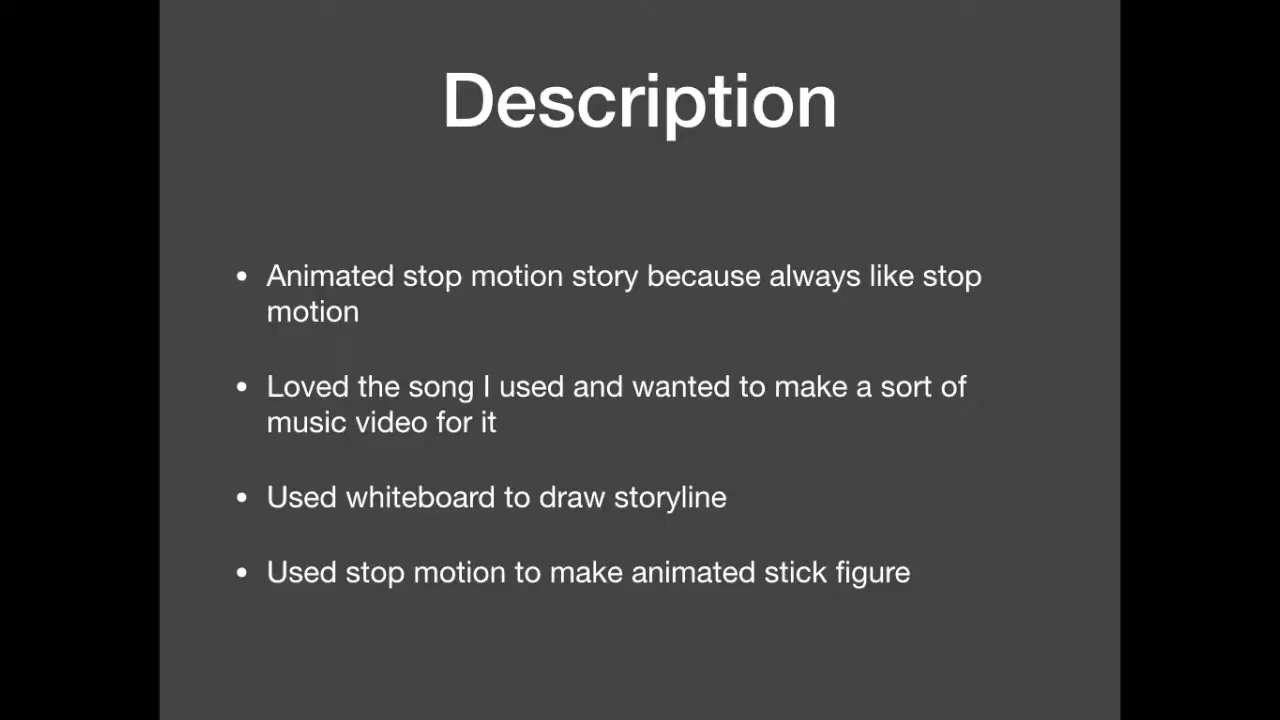 Description
• Animated stop motion story because always like stop
motion
• Loved the song I used and wanted to make a sort of
music video for it
• Used whiteboard to draw storyline
• Used stop motion to make animated stick figure